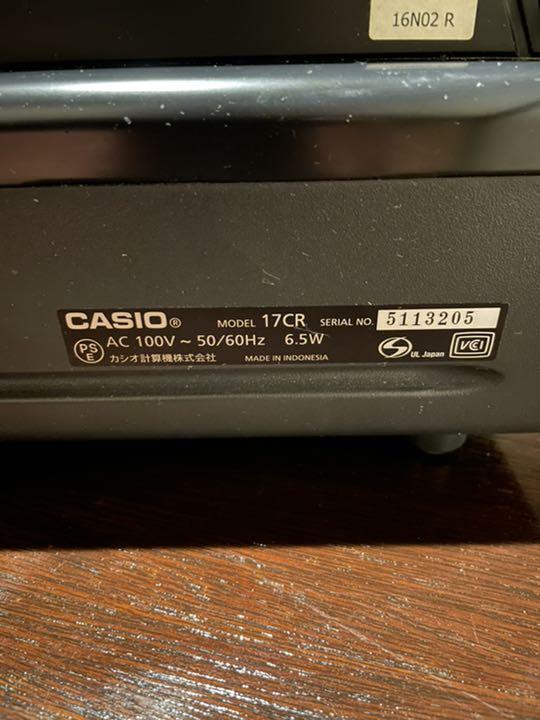 16N02 R
CASIO® MODEL 17CR SERIAL NO. 5113205
PSE AC 100V ~ 50/60Hz 6.5W UL Japan VCI
カシオ計算機株式会社 MADE IN INDONESIA